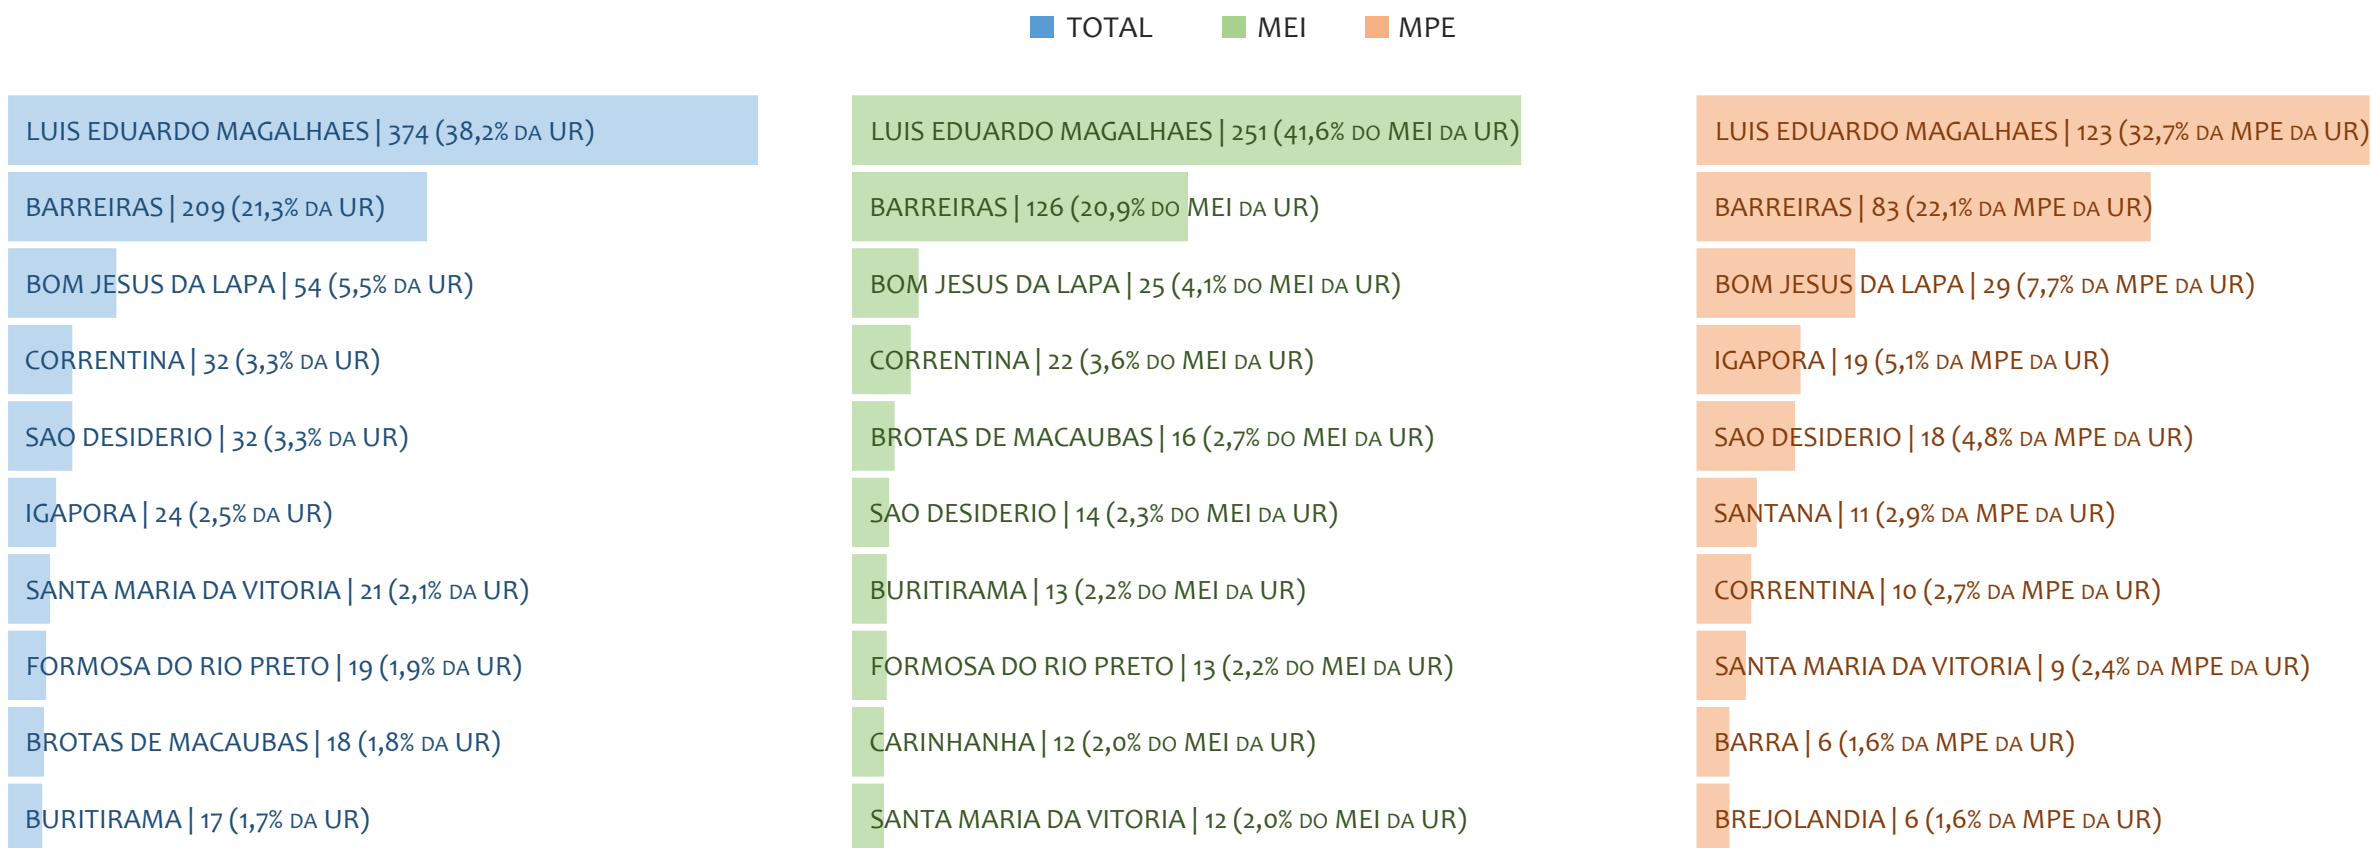 TOTAL MEI MPE
LUIS EDUARDO MAGALHAES | 374 (38,2% DA UR)
BARREIRAS | 209 (21,3% DA UR)
BOM JESUS DA LAPA | 54 (5,5% DA UR)
CORRENTINA | 32 (3,3% DA UR)
SAO DESIDERIO | 32 (3,3% DA UR)
IGAPORA | 24 (2,5% DA UR)
SANTA MARIA DA VITORIA | 21 (2,1% DA UR)
FORMOSA DO RIO PRETO | 19 (1,9% DA UR)
BROTAS DE MACAUBAS | 18 (1,8% DA UR)
BURITIRAMA | 17 (1,7% DA UR)
LUIS EDUARDO MAGALHAES | 251 (41,6% DO MEI DA UR)
BARREIRAS | 126 (20,9% DO MEI DA UR)
BOM JESUS DA LAPA | 25 (4,1% DO MEI DA UR)
CORRENTINA | 22 (3,6% DO MEI DA UR)
BROTAS DE MACAUBAS | 16 (2,7% DO MEI DA UR)
SAO DESIDERIO | 14 (2,3% DO MEI DA UR)
BURITIRAMA | 13 (2,2% DO MEI DA UR)
FORMOSA DO RIO PRETO | 13 (2,2% DO MEI DA UR)
CARINHANHA | 12 (2,0% DO MEI DA UR)
SANTA MARIA DA VITORIA | 12 (2,0% DO MEI DA UR)
LUIS EDUARDO MAGALHAES | 123 (32,7% DA MPE DA UR)
BARREIRAS | 83 (22,1% DA MPE DA UR)
BOM JESUS DA LAPA | 29 (7,7% DA MPE DA UR)
IGAPORA | 19 (5,1% DA MPE DA UR)
SAO DESIDERIO | 18 (4,8% DA MPE DA UR)
SANTANA | 11 (2,9% DA MPE DA UR)
CORRENTINA | 10 (2,7% DA MPE DA UR)
SANTA MARIA DA VITORIA | 9 (2,4% DA MPE DA UR)
BARRA | 6 (1,6% DA MPE DA UR)
BREJOLANDIA | 6 (1,6% DA MPE DA UR)